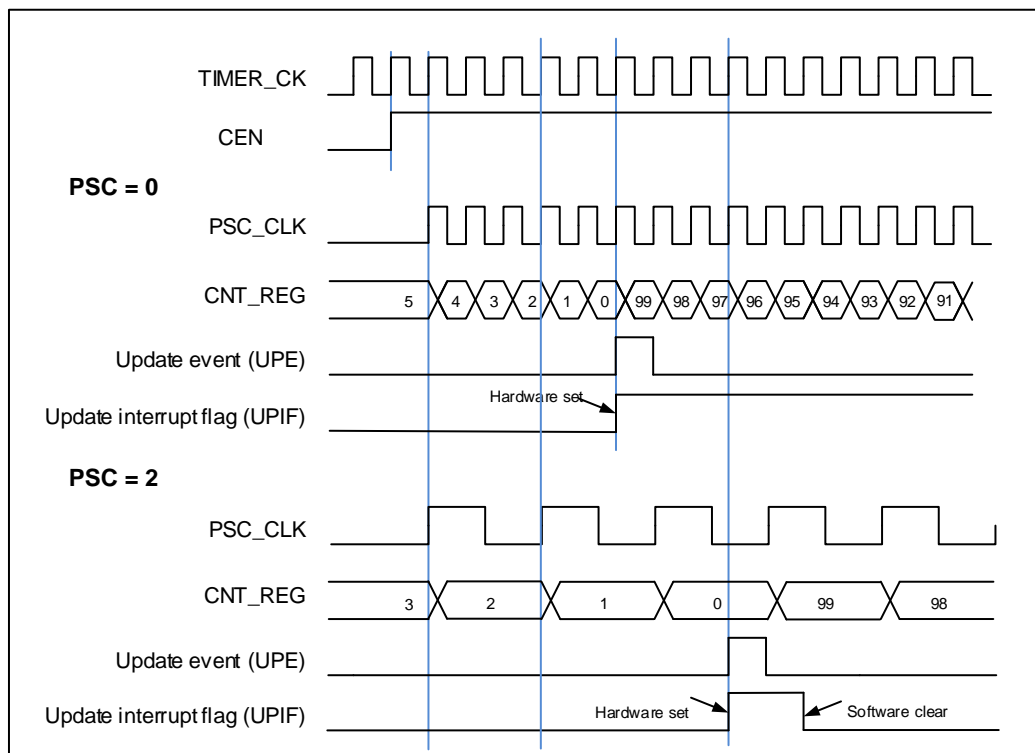 TIMER_CK
CEN
PSC = 0
PSC_CLK
CNT_REG 5 4 3 2 1 0 99 98 97 96 95 94 93 92 91
Update event (UPE)
Hardware set
Update interrupt flag (UPIF)
PSC = 2
PSC_CLK
CNT_REG 3 2 1 0 99 98
Update event (UPE)
Update interrupt flag (UPIF) Hardware set Software clear